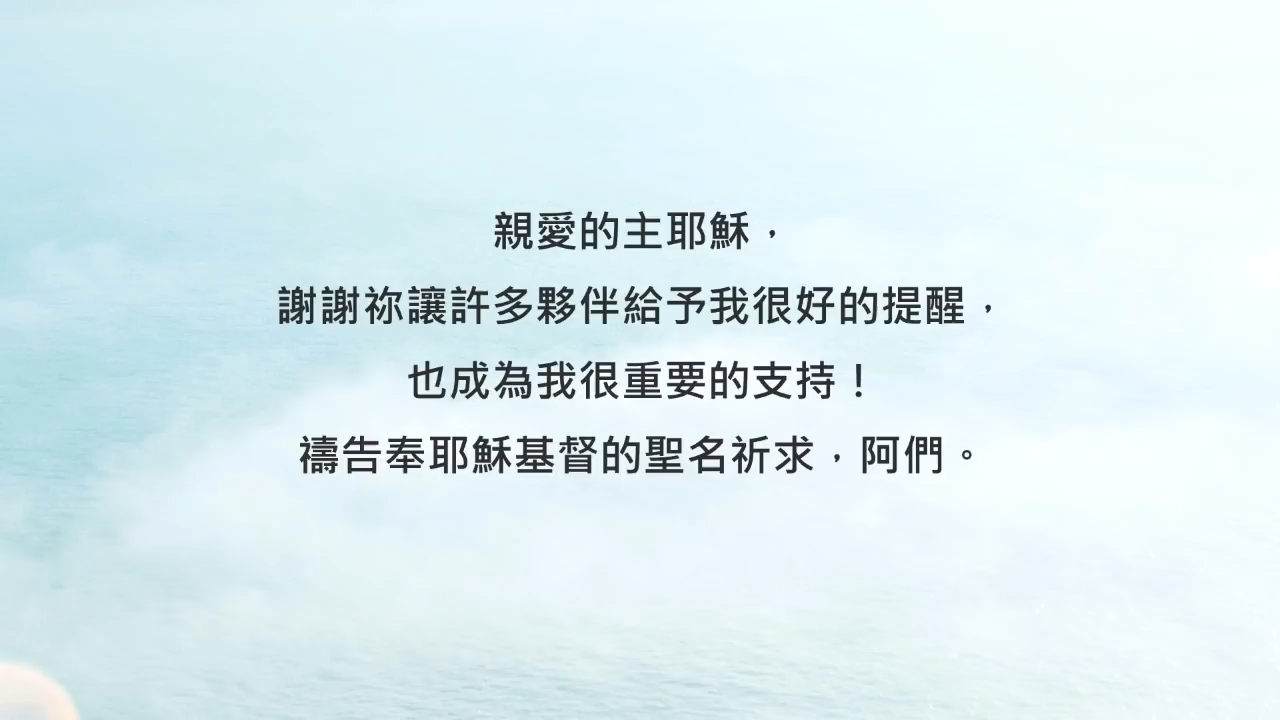 親愛的主耶穌，
謝謝祢讓許多夥伴給予我很好的提醒，
也成為我很重要的支持！
禱告奉耶穌基督的聖名祈求，阿們。